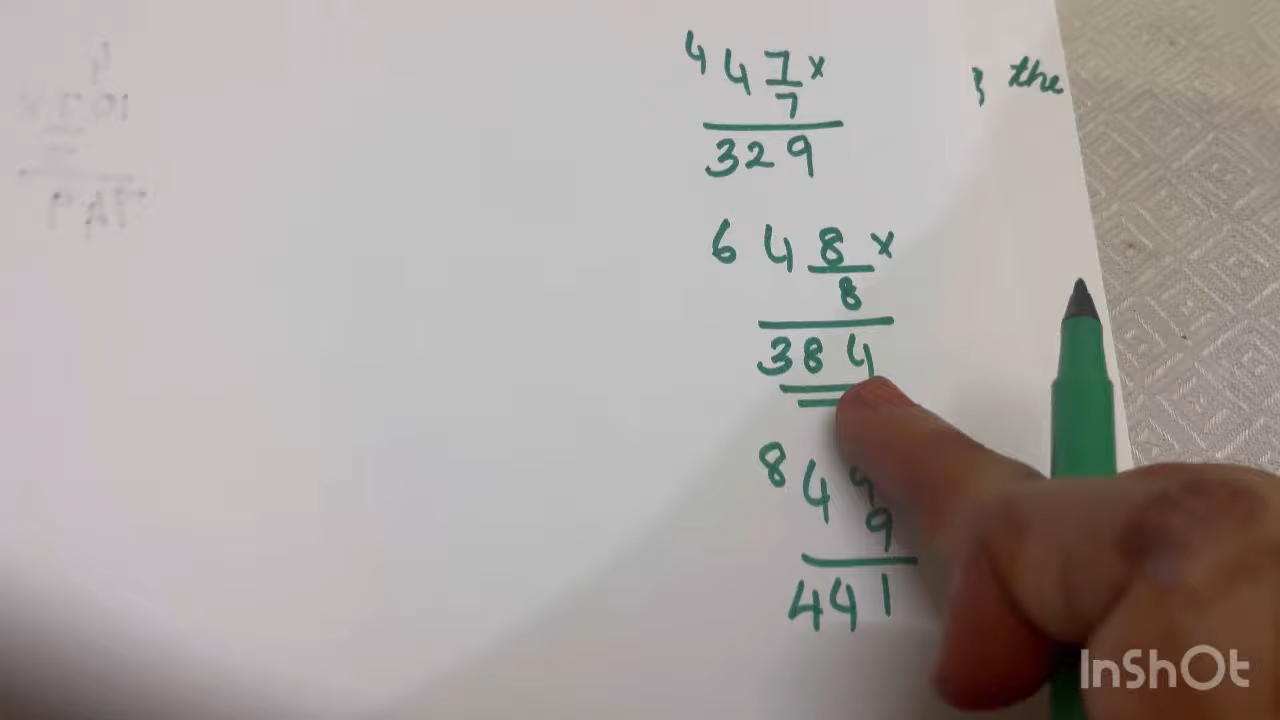 4 4 7 x
7
3 2 9
, the
6 4 8 x
8
3 8 4
8 4 9
9
4 4 1
InShOt